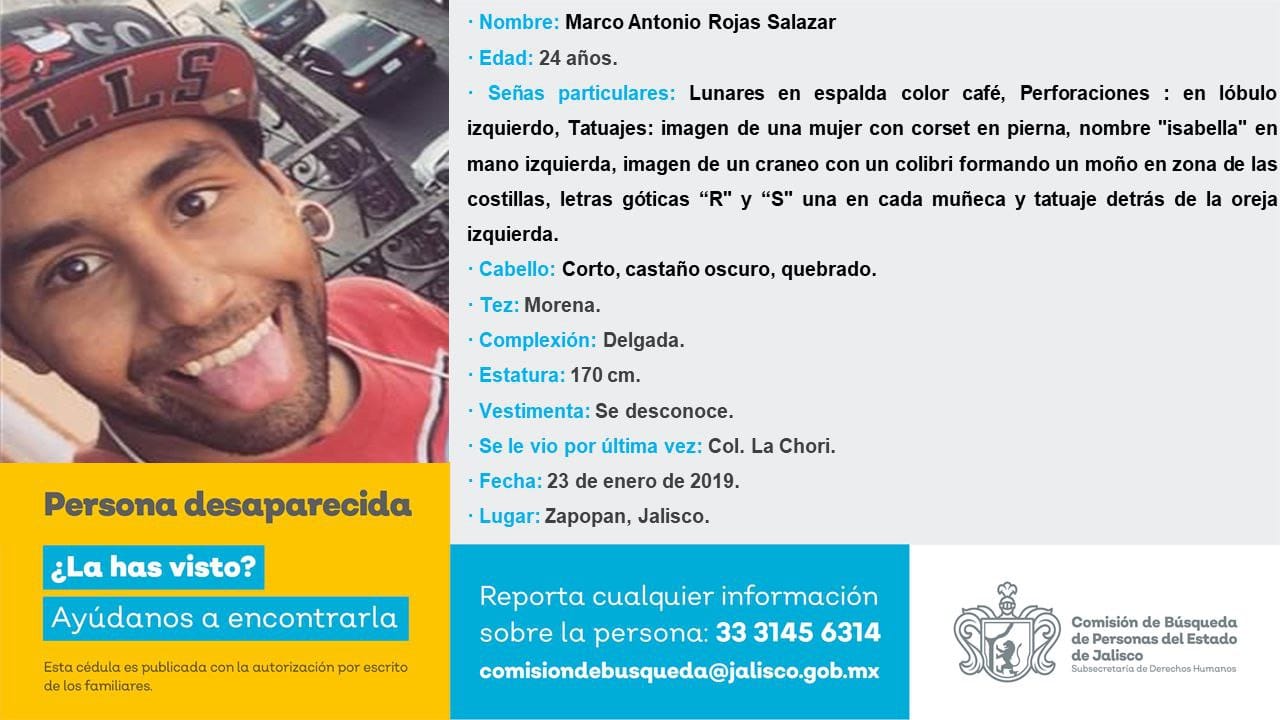 GO
LLS
· Nombre: Marco Antonio Rojas Salazar
· Edad: 24 años.
· Señas particulares: Lunares en espalda color café, Perforaciones : en lóbulo
izquierdo, Tatuajes: imagen de una mujer con corset en pierna, nombre "isabella" en
mano izquierda, imagen de un craneo con un colibri formando un moño en zona de las
costillas, letras góticas “R" y “S" una en cada muñeca y tatuaje detrás de la oreja
izquierda.
· Cabello: Corto, castaño oscuro, quebrado.
· Tez: Morena.
· Complexión: Delgada.
· Estatura: 170 cm.
· Vestimenta: Se desconoce.
· Se le vio por última vez: Col. La Chori.
· Fecha: 23 de enero de 2019.
· Lugar: Zapopan, Jalisco.
Persona desaparecida
¿La has visto?
Ayúdanos a encontrarla
Esta cédula es publicada con la autorización por escrito
de los familiares.
Reporta cualquier información
sobre la persona: 33 3145 6314
comisiondebusqueda@jalisco.gob.mx
Comisión de Búsqueda
de Personas del Estado
de Jalisco
Subsecretaría de Derechos Humanos